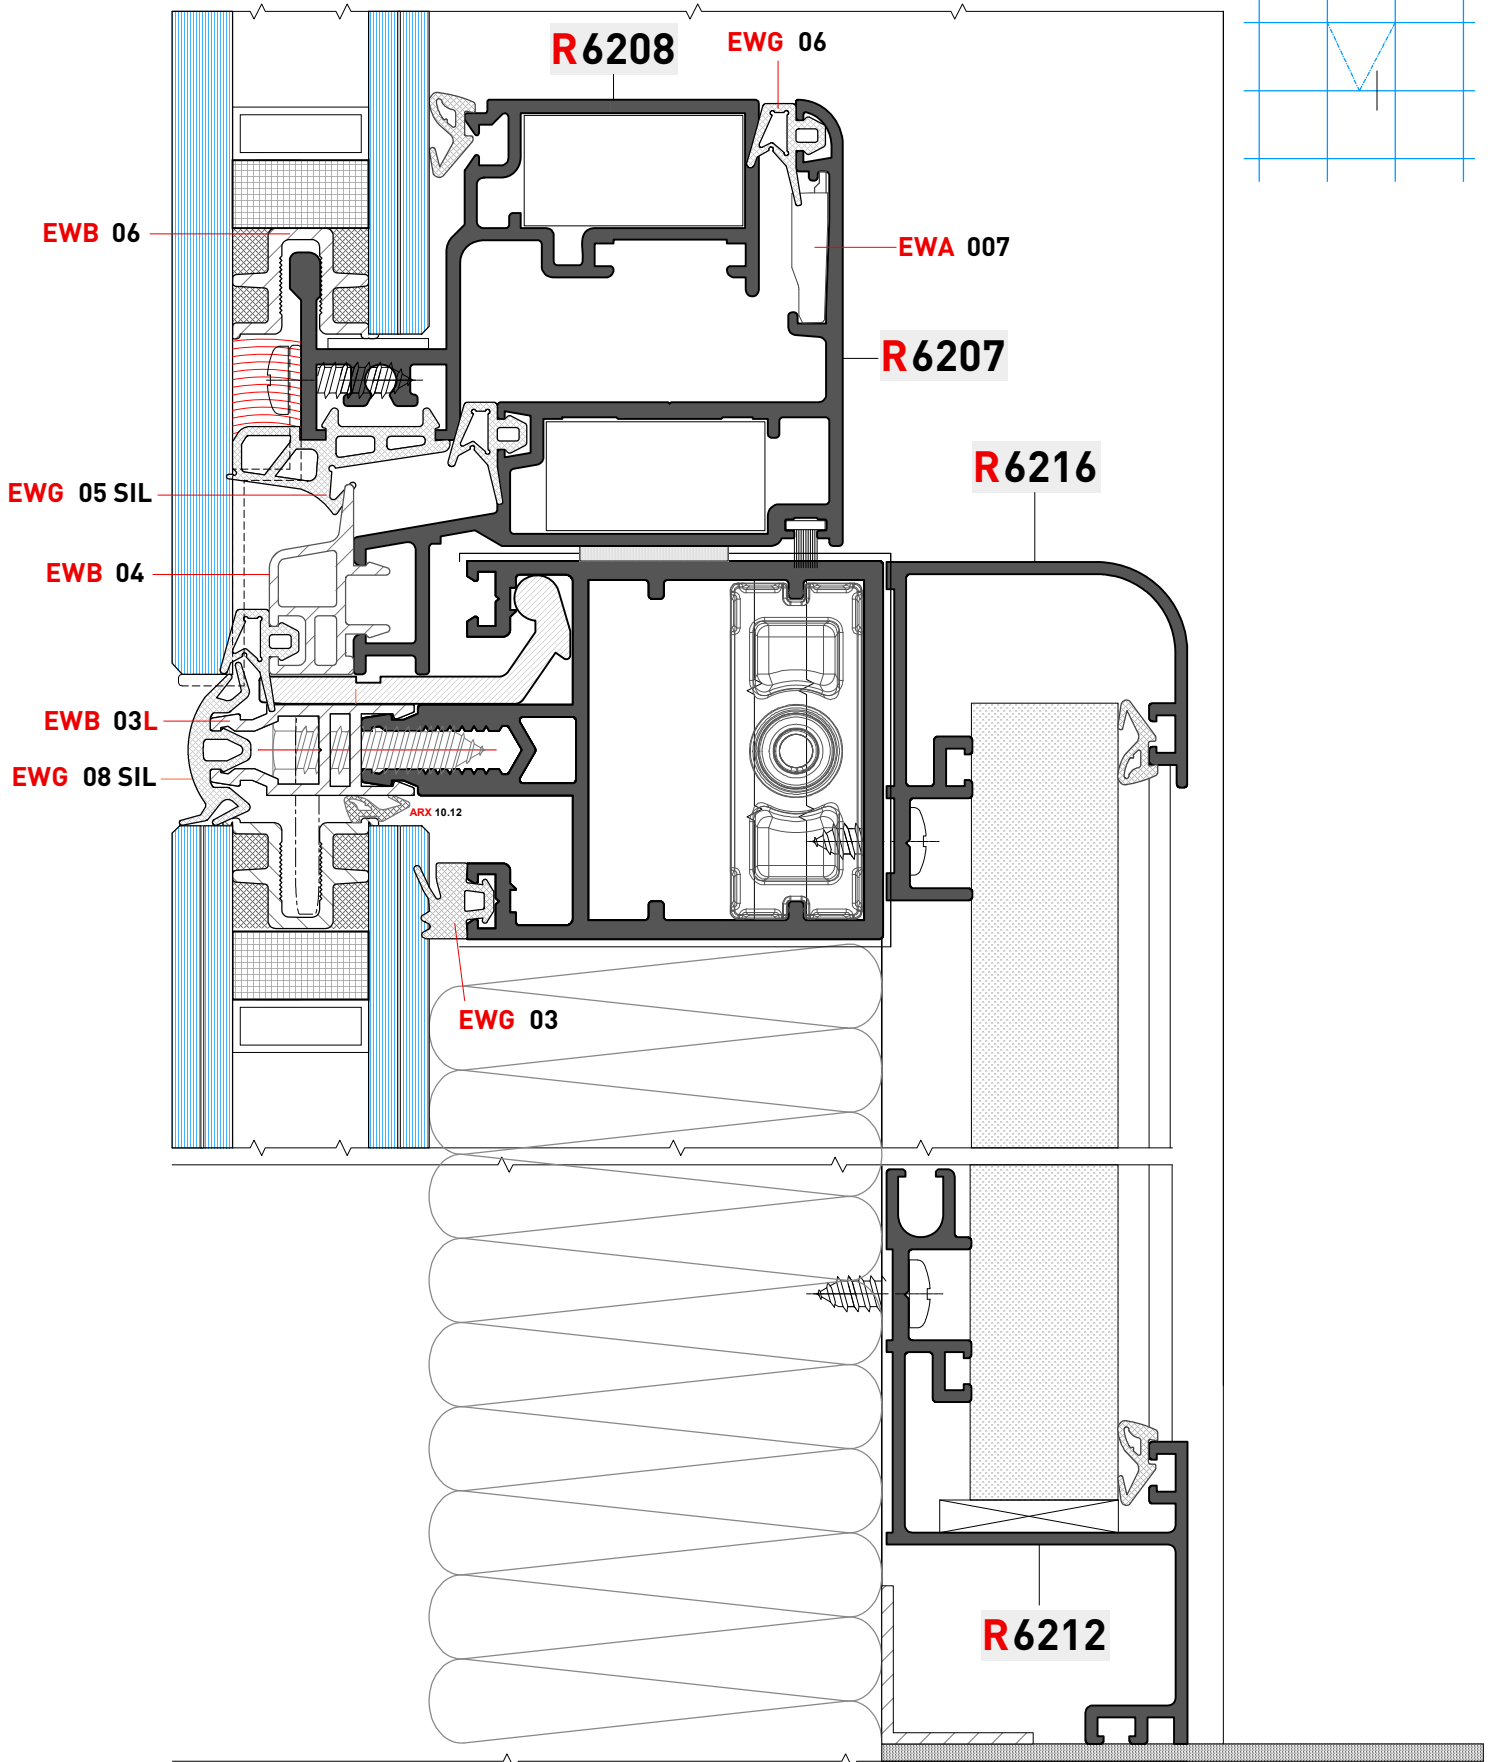 R6208
EWG 06
EWB 06
EWA 007
R6207
R6216
EWG 05 SIL
EWB 04
EWB 03L
EWG 08 SIL
ARX 10.12
EWG 03
R6212